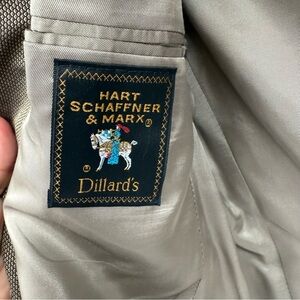 HART
SCHAFFNER
& MARX®
® 
Dillard's